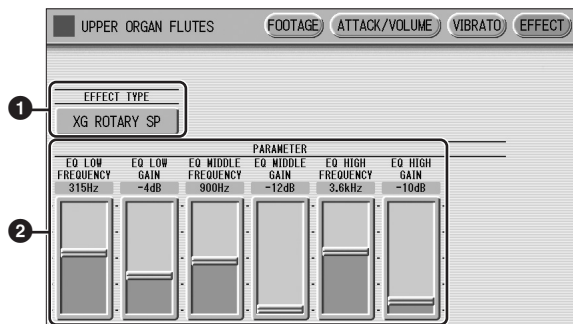 UPPER ORGAN FLUTES FOOTAGE ATTACK/VOLUME VIBRATO EFFECT
1
EFFECT TYPE
XG ROTARY SP
2
PARAMETER
EQ LOW FREQUENCY EQ LOW GAIN EQ MIDDLE FREQUENCY EQ MIDDLE GAIN EQ HIGH FREQUENCY EQ HIGH GAIN
315Hz -4dB 900Hz -12dB 3.6kHz -10dB